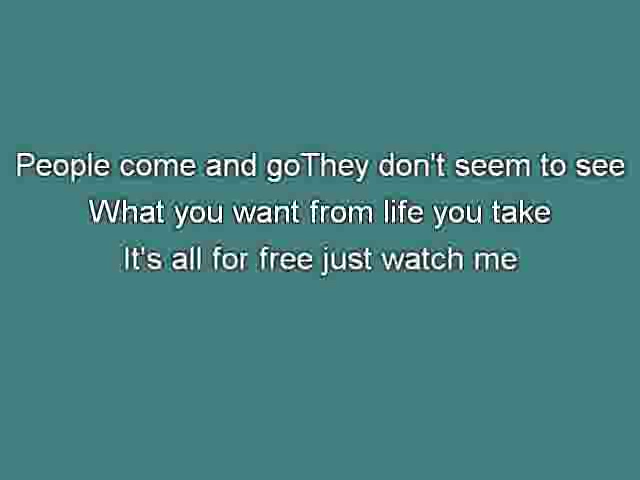 People come and goThey don't seem to see
What you want from life you take
It's all for free just watch me